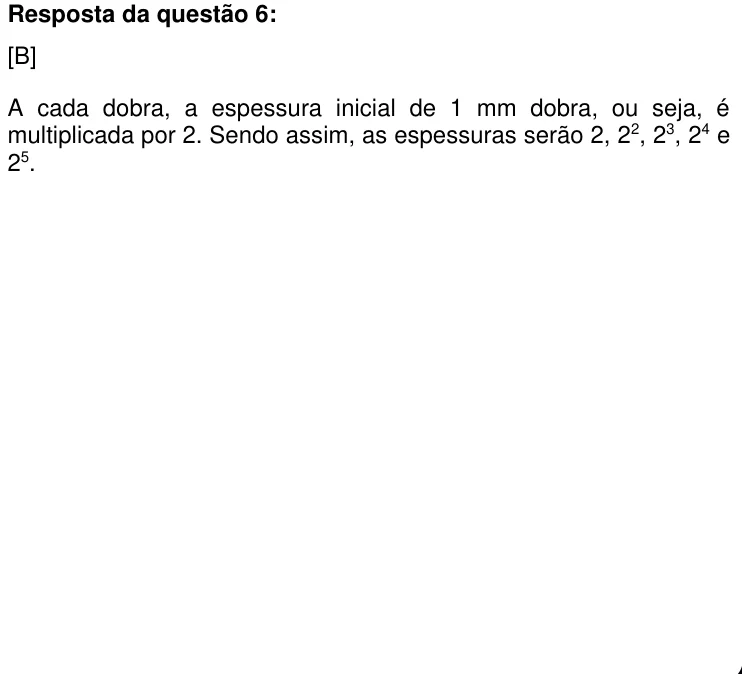 Resposta da questão 6:
[B]
A cada dobra, a espessura inicial de 1 mm dobra, ou seja, é
multiplicada por 2. Sendo assim, as espessuras serão 2, 2², 2³, 2⁴ e
2⁵.